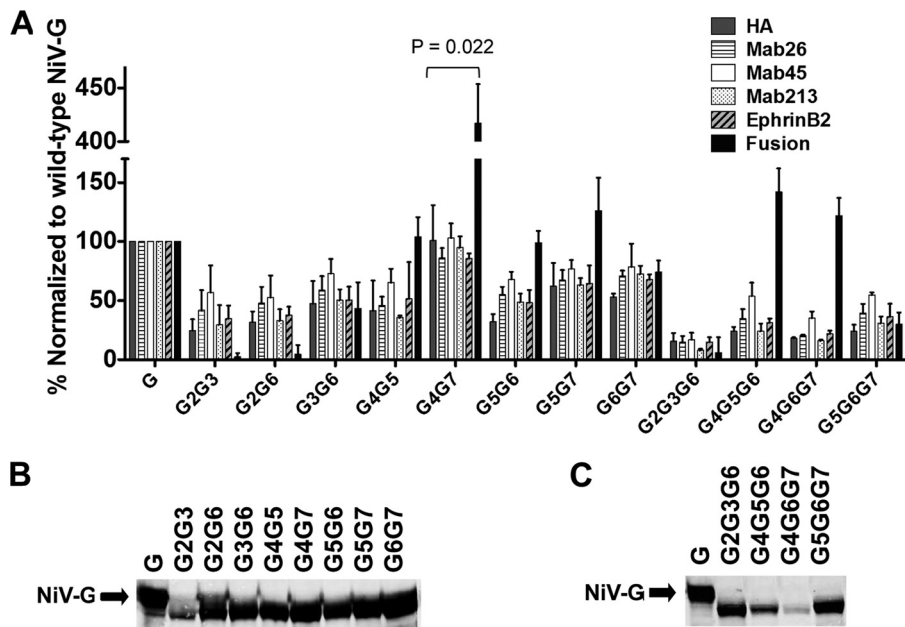 A
% Normalized to wild-type NiV-G
P = 0.022
HA
Mab26
Mab45
Mab213
EphrinB2
Fusion
450
400
150
100
50
0
G
G2G3
G2G6
G3G6
G4G5
G4G7
G5G6
G5G7
G6G7
G2G3G6
G4G5G6
G4G6G7
G5G6G7
B
G
G2G3
G2G6
G3G6
G4G5
G4G7
G5G6
G5G7
G6G7
NiV-G
C
G
G2G3G6
G4G5G6
G4G6G7
G5G6G7
NiV-G